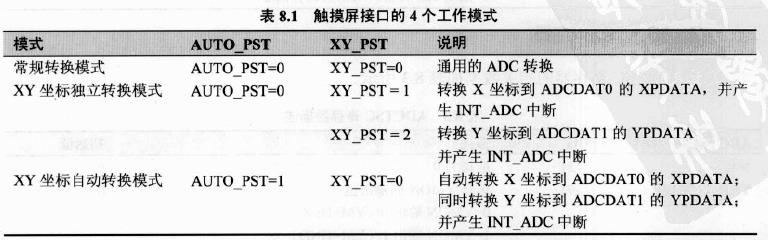 表 8.1 触摸屏接口的 4 个工作模式
模式 AUTO_PST XY_PST 说明
常规转换模式 AUTO_PST=0 XY_PST=0 通用的 ADC 转换
XY 坐标独立转换模式 AUTO_PST=0 XY_PST = 1 转换 X 坐标到 ADCDAT0 的 XPDATA，并产
生 INT_ADC 中断
XY_PST = 2 转换 Y 坐标到 ADCDAT1 的 YPDATA
并产生 INT_ADC 中断
XY 坐标自动转换模式 AUTO_PST=1 XY_PST=0 自动转换 X 坐标到 ADCDAT0 的 XPDATA；
同时转换 Y 坐标到 ADCDAT1 的 YPDATA；
并产生 INT_ADC 中断